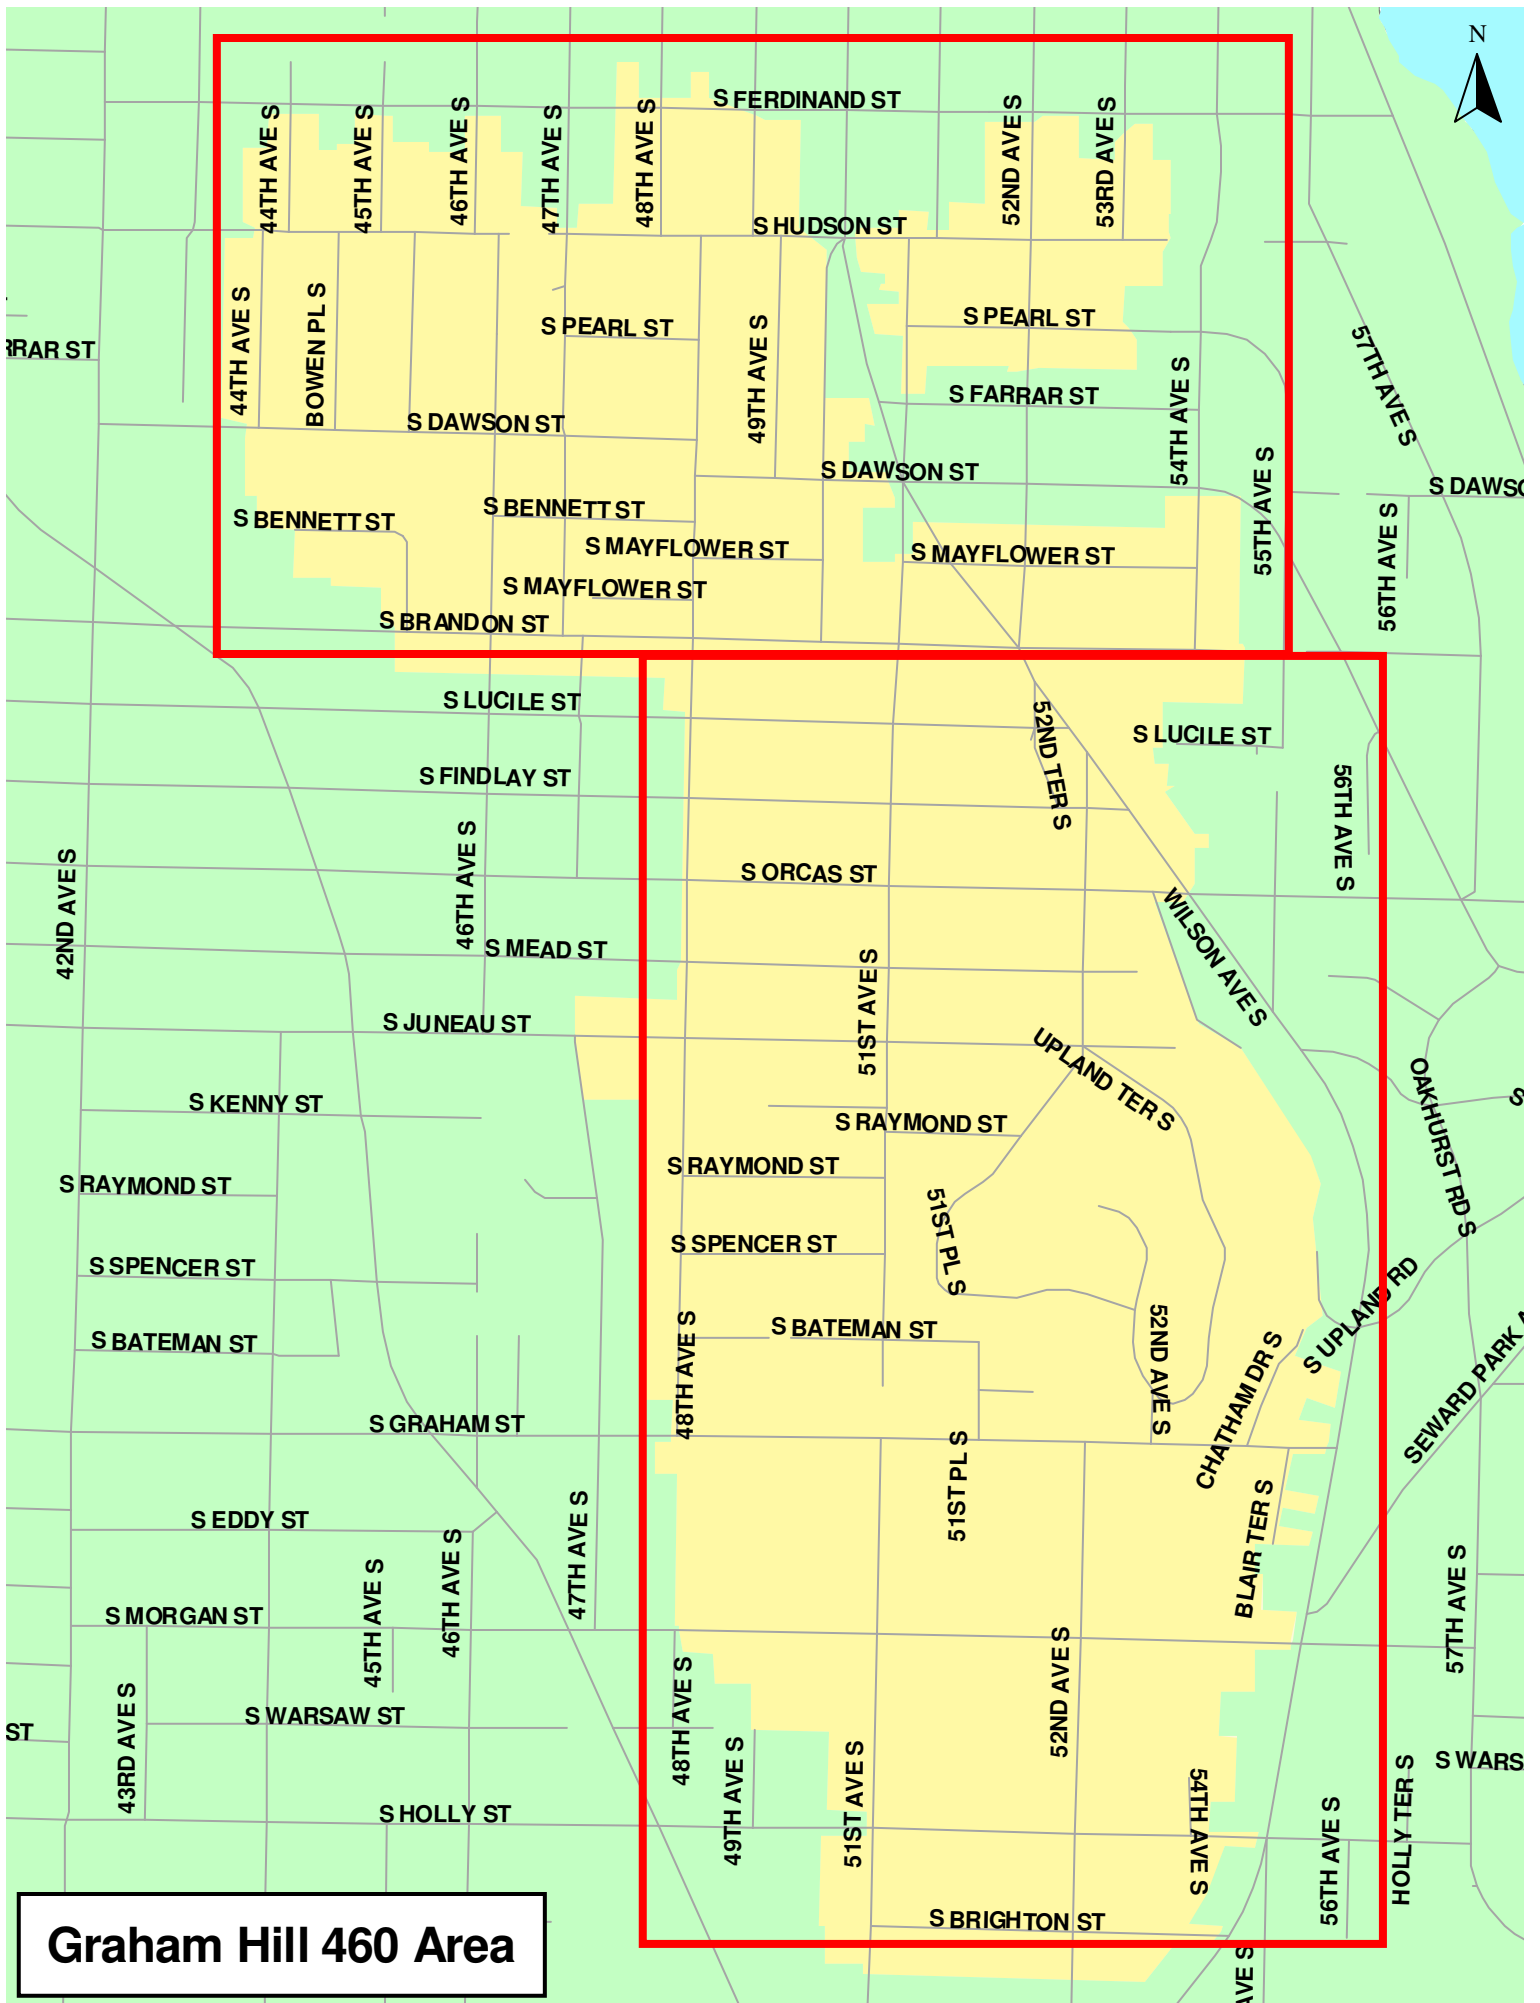 N
S FERDINAND ST
44TH AVE S
45TH AVE S
46TH AVE S
47TH AVE S
48TH AVE S
52ND AVE S
53RD AVE S
S HUDSON ST
44TH AVE S
BOWEN PL S
S PEARL ST
49TH AVE S
S PEARL ST
RRAR ST
57TH AVE S
54TH AVE S
S FARRAR ST
S DAWSON ST
S DAWSON ST
55TH AVE S
S DAWSO
56TH AVE S
S BENNETT ST
S BENNETT ST
S MAYFLOWER ST
S MAYFLOWER ST
S MAYFLOWER ST
S BRANDON ST
S LUCILE ST
52ND TER S
S LUCILE ST
S FINDLAY ST
56TH AVE S
42ND AVE S
46TH AVE S
S ORCAS ST
WILSON AVE S
S MEAD ST
51ST AVE S
S JUNEAU ST
UPLAND TER S
OAKHURST RD S
S
S KENNY ST
S RAYMOND ST
S RAYMOND ST
S RAYMOND ST
51ST PL S
S SPENCER ST
S SPENCER ST
S UPLAND RD
S BATEMAN ST
48TH AVE S
S BATEMAN ST
52ND AVE S
CHATHAM DR S
SEWARD PARK A
S GRAHAM ST
51ST PL S
BLAIR TER S
S EDDY ST
47TH AVE S
46TH AVE S
45TH AVE S
57TH AVE S
S MORGAN ST
52ND AVE S
48TH AVE S
43RD AVE S
S WARSAW ST
ST
49TH AVE S
51ST AVE S
54TH AVE S
56TH AVE S
HOLLY TER S
S WARS
S HOLLY ST
S BRIGHTON ST
AVE S
Graham Hill 460 Area